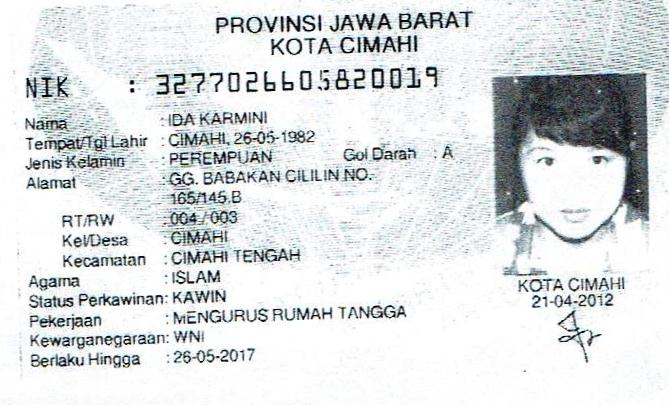 PROVINSI JAWA BARAT
KOTA CIMAHI
NIK : 3277026605820019
Nama : IDA KARMINI
Tempat/Tgl Lahir : CIMAHI, 26-05-1982
Jenis Kelamin : PEREMPUAN Gol Darah : A
Alamat : GG. BABAKAN CILILIN NO.
165/145.B
RT/RW : 004 / 003
Kel/Desa : CIMAHI
Kecamatan : CIMAHI TENGAH
Agama : ISLAM
Status Perkawinan: KAWIN
Pekerjaan : MENGURUS RUMAH TANGGA
Kewarganegaraan: WNI
Berlaku Hingga : 26-05-2017
KOTA CIMAHI
21-04-2012